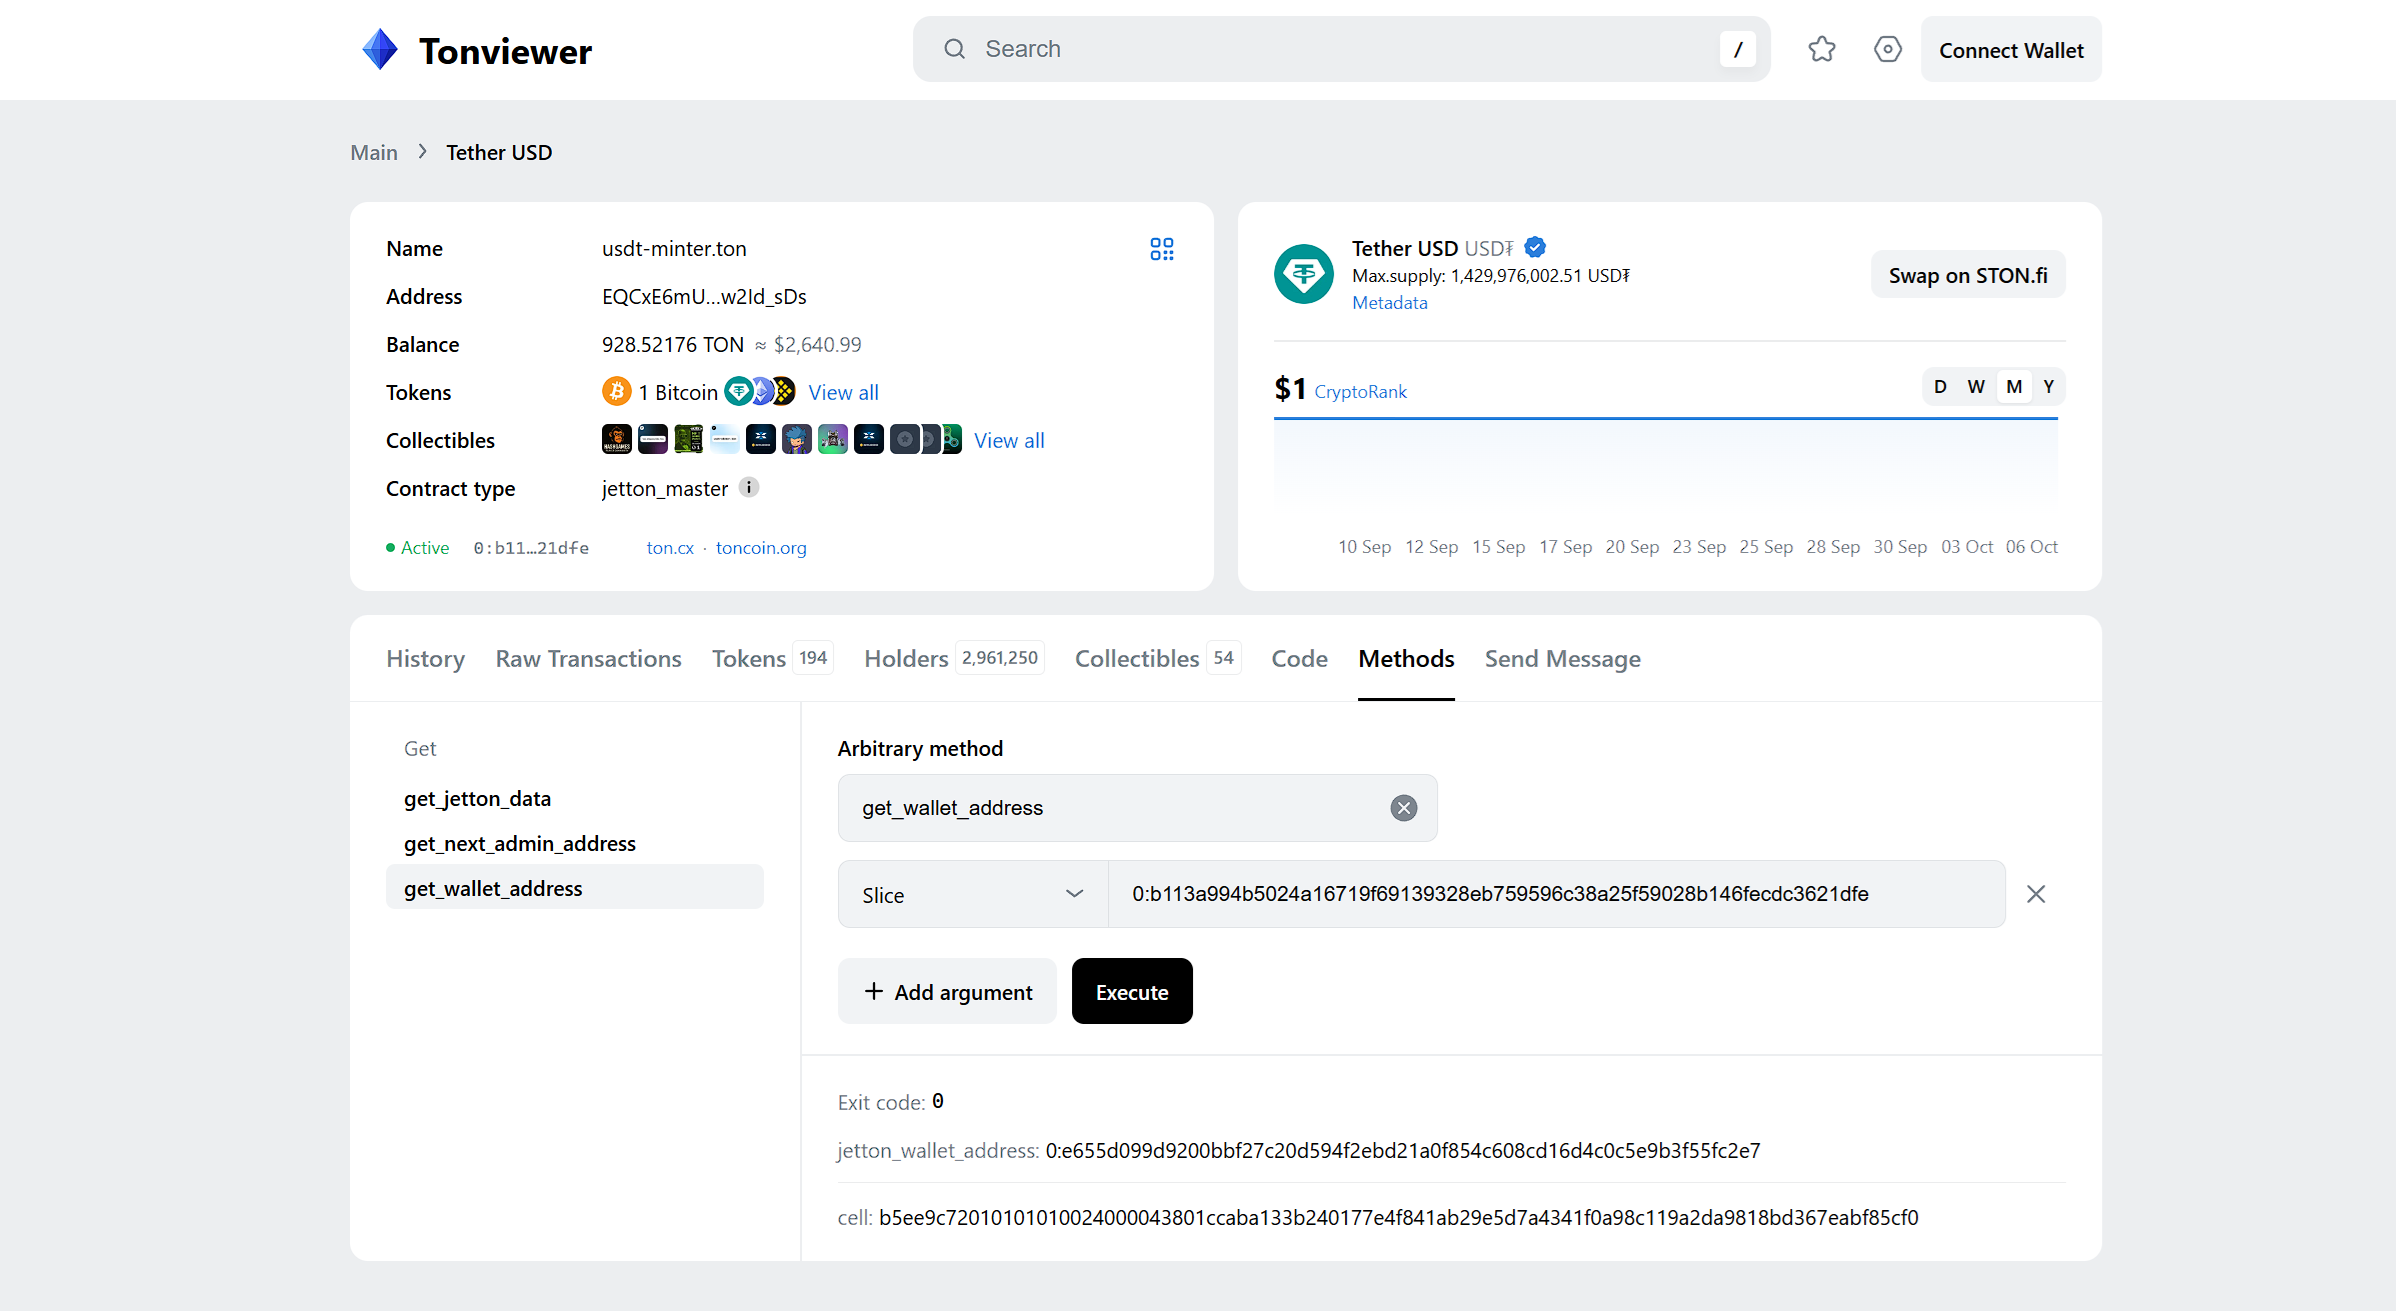 Tonviewer
Search
/
Connect Wallet
Main > Tether USD
Name usdt-minter.ton
Address EQCxE6mU...w2Id_sDs
Balance 928.52176 TON ≈ $2,640.99
Tokens 1 Bitcoin View all
Collectibles View all
Contract type jetton_master
Active 0:b11…21dfe ton.cx · toncoin.org
Tether USD USD₮
Max.supply: 1,429,976,002.51 USD₮
Metadata
Swap on STON.fi
$1 CryptoRank
D W M Y
10 Sep 12 Sep 15 Sep 17 Sep 20 Sep 23 Sep 25 Sep 28 Sep 30 Sep 03 Oct 06 Oct
History Raw Transactions Tokens 194 Holders 2,961,250 Collectibles 54 Code Methods Send Message
Get
get_jetton_data
get_next_admin_address
get_wallet_address
Arbitrary method
get_wallet_address
Slice 0:b113a994b5024a16719f69139328eb759596c38a25f59028b146fecdc3621dfe
+ Add argument
Execute
Exit code: 0
jetton_wallet_address: 0:e655d099d9200bbf27c20d594f2ebd21a0f854c608cd16d4c0c5e9b3f55fc2e7
cell: b5ee9c72010101010024000043801ccaba133b240177e4f841ab29e5d7a4341f0a98c119a2da9818bd367eabf85cf0